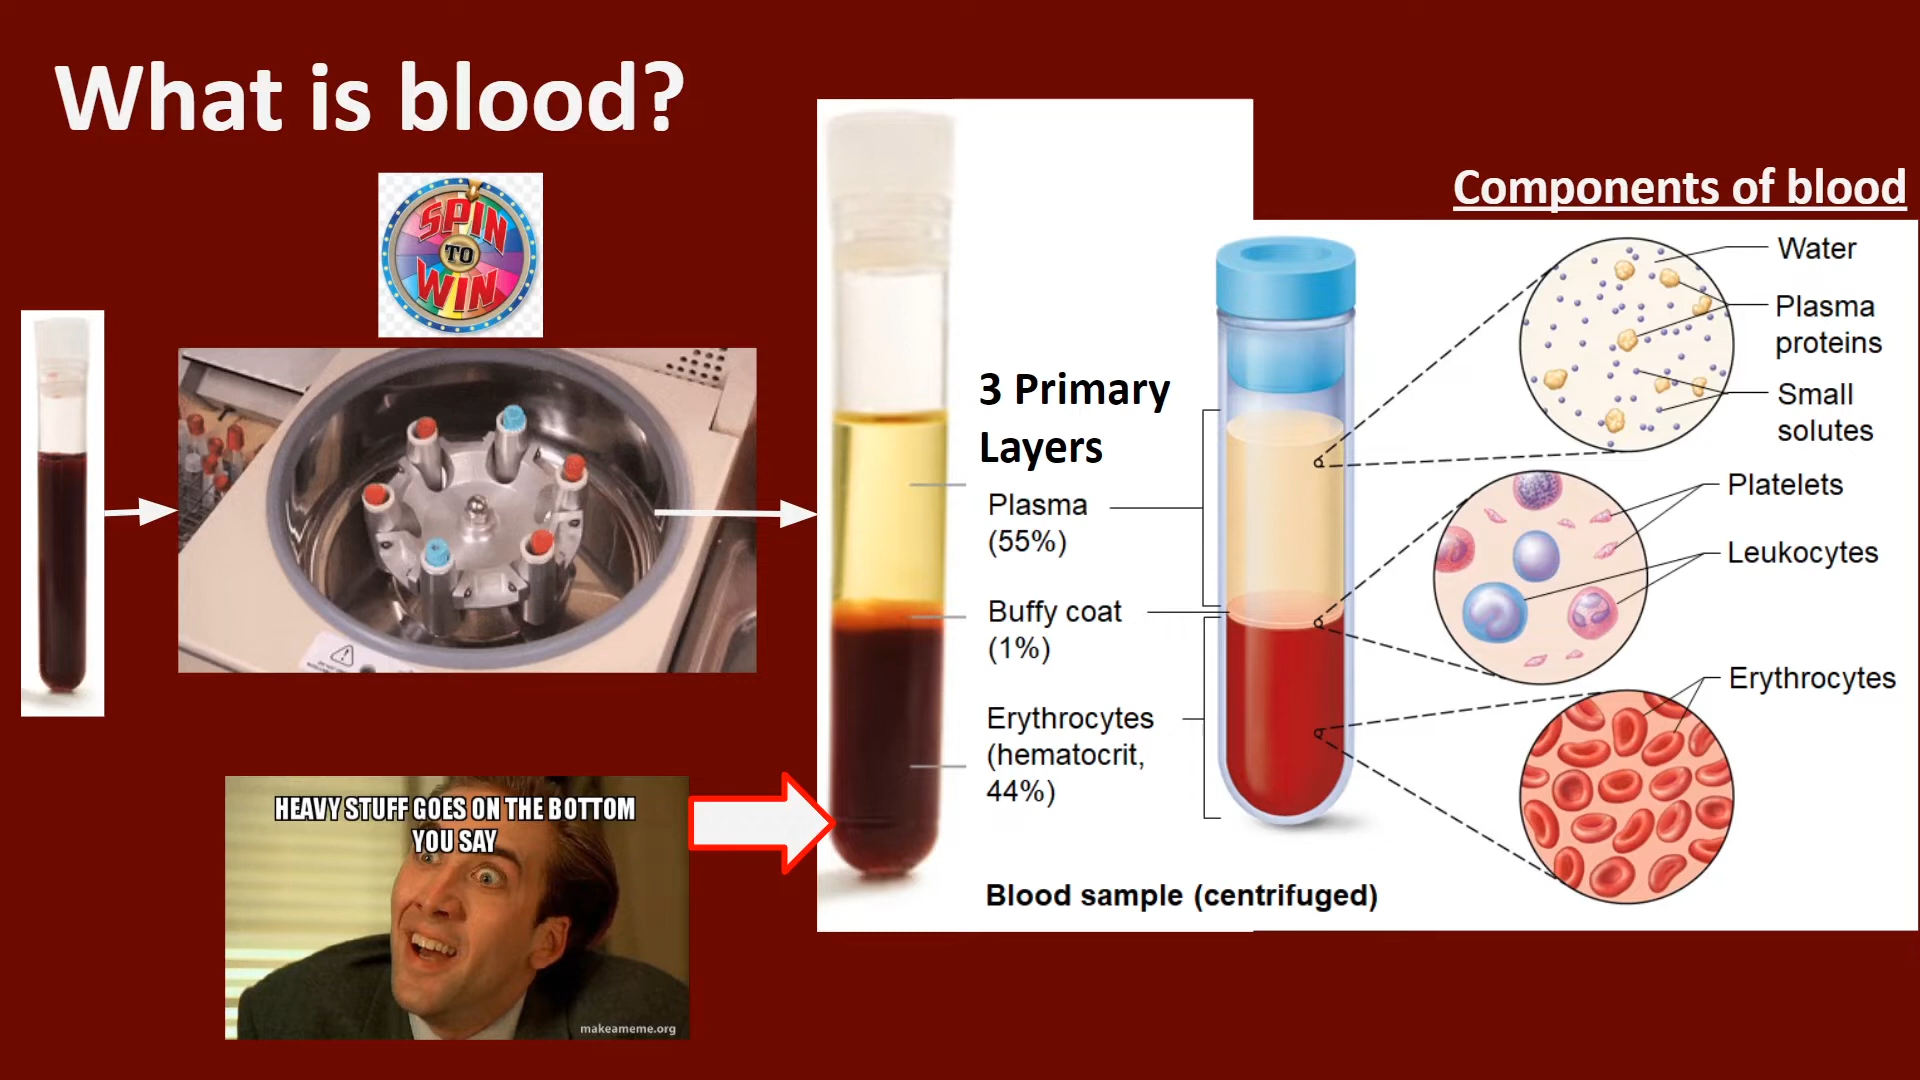 What is blood?
SPIN
TO
WIN
HEAVY STUFF GOES ON THE BOTTOM
YOU SAY
makeameme.org
3 Primary
Layers
Plasma
(55%)
Buffy coat
(1%)
Erythrocytes
(hematocrit,
44%)
Blood sample (centrifuged)
Components of blood
Water
Plasma
proteins
Small
solutes
Platelets
Leukocytes
Erythrocytes